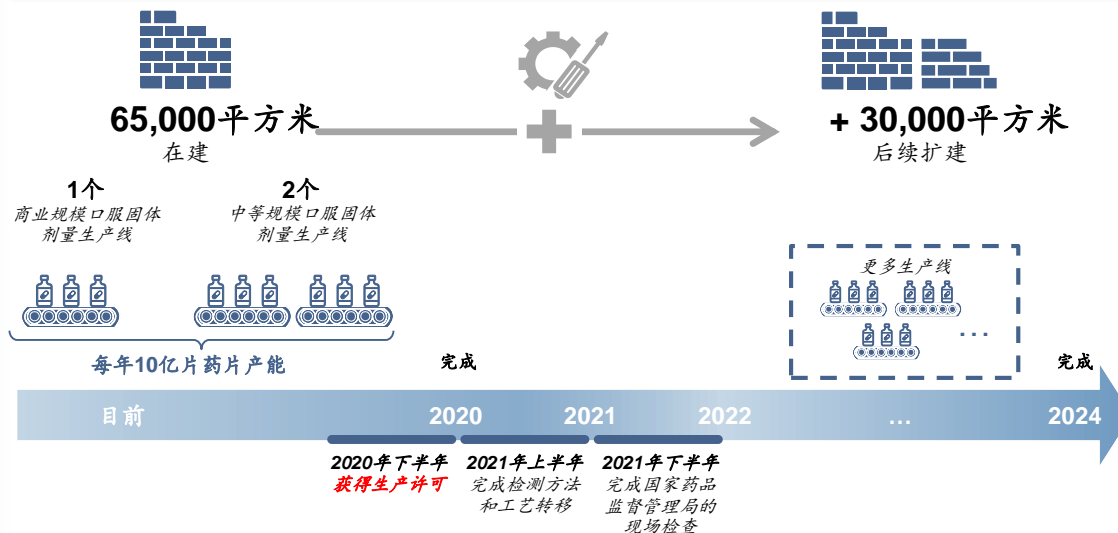 65,000平方米
在建
+ 30,000平方米
后续扩建
1个
商业规模口服固体
剂量生产线
2个
中等规模口服固体
剂量生产线
更多生产线
...
每年10亿片药片产能
完成
完成
目前
2020
2021
2022
...
2024
2020年下半年
获得生产许可
2021年上半年
完成检测方法
和工艺转移
2021年下半年
完成国家药品
监督管理局的
现场检查